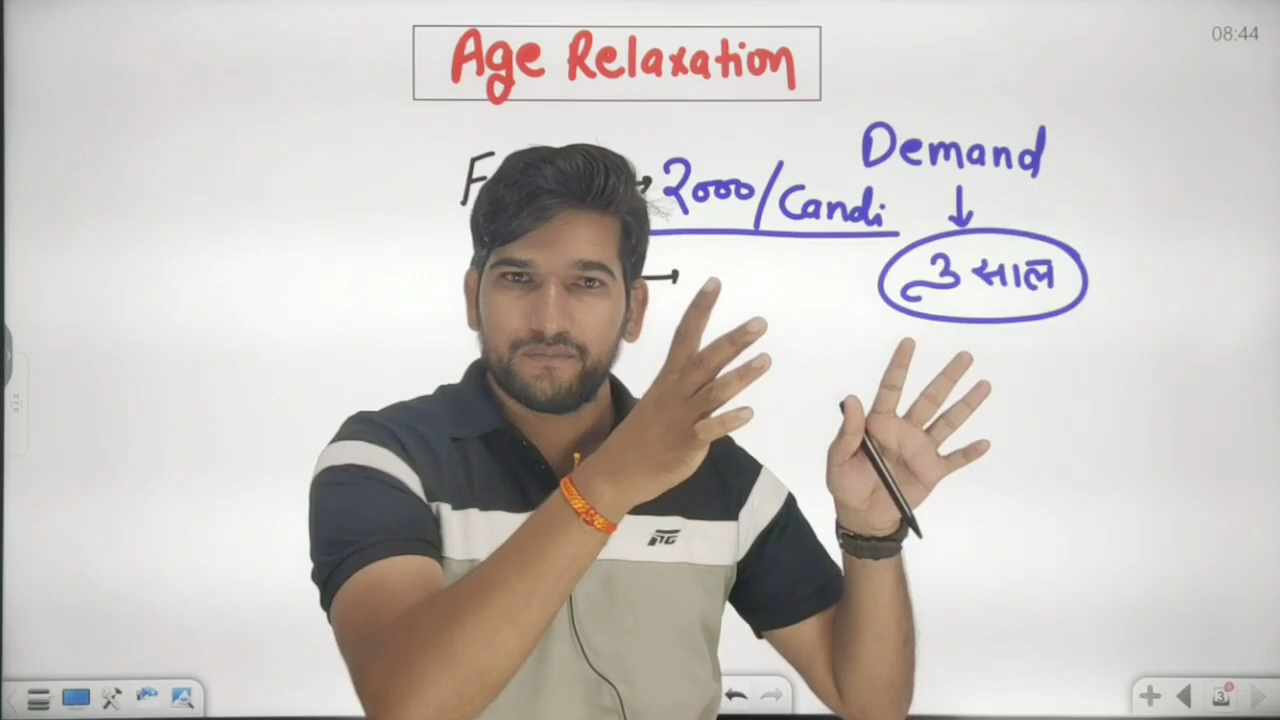 08:44
Age Relaxation
Demand
2000/Candi
3 साल